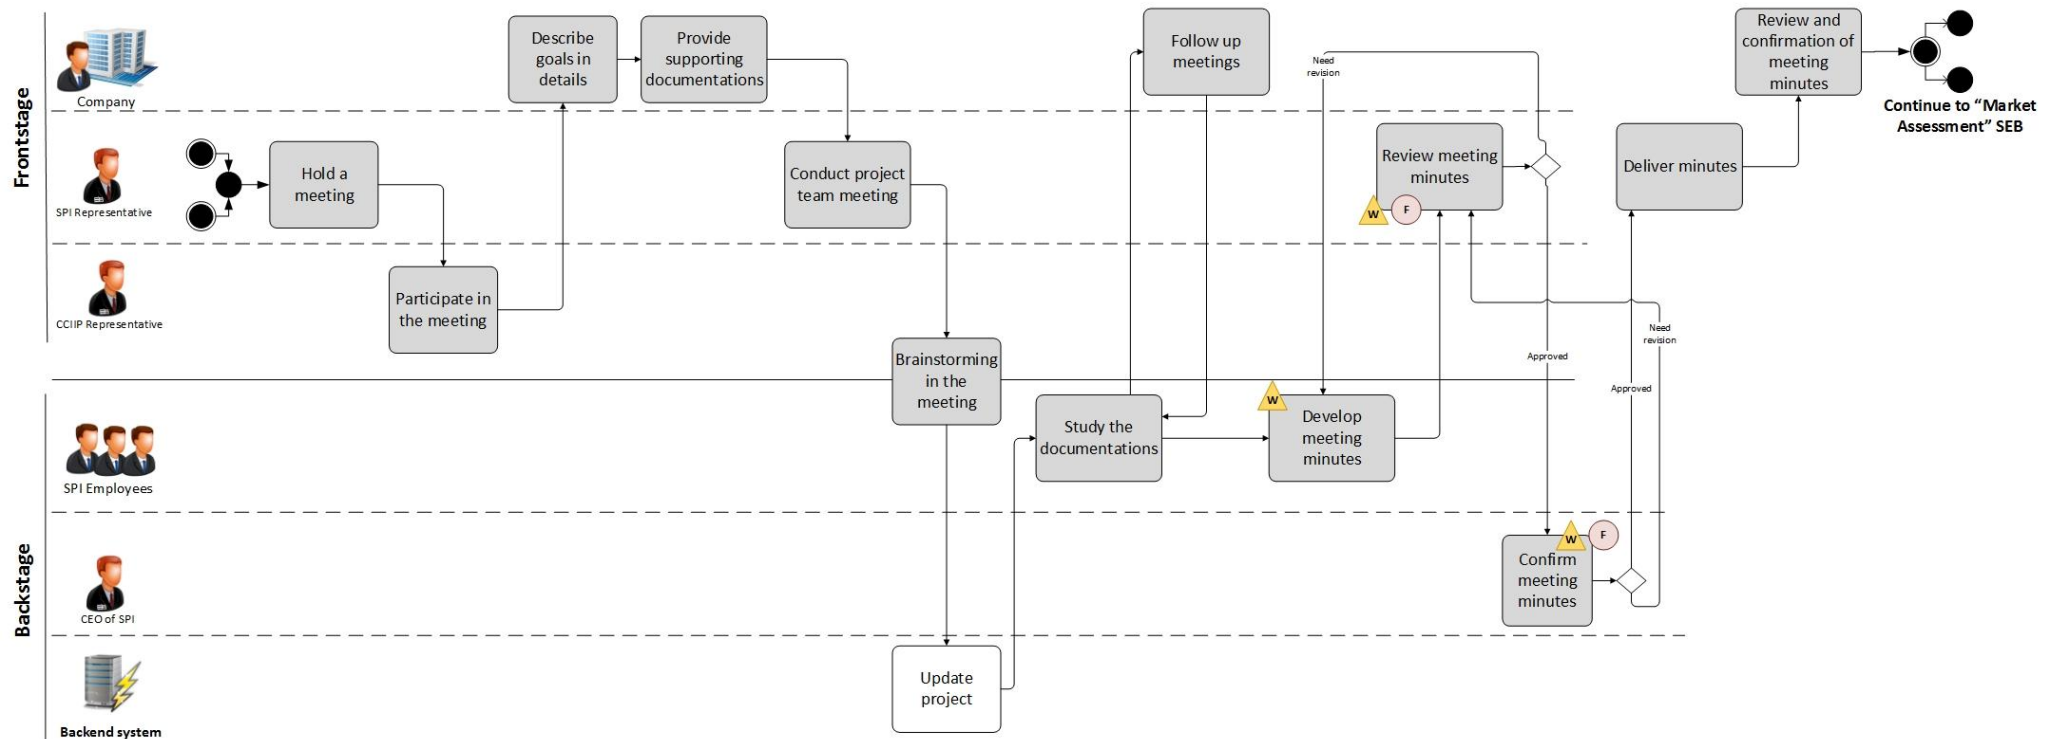 Frontstage
Company
SPI Representative
CCIIP Representative
Backstage
SPI Employees
CEO of SPI
Backend system
Hold a
meeting
Participate in
the meeting
Describe
goals in
details
Provide
supporting
documentations
Conduct project
team meeting
Brainstorming
in the
meeting
Update
project
Study the
documentations
Follow up
meetings
W
Develop
meeting
minutes
Need
revision
Review meeting
minutes
W
F
Approved
W
F
Confirm
meeting
minutes
Approved
Need
revision
Deliver minutes
Review and
confirmation of
meeting
minutes
Continue to “Market
Assessment” SEB